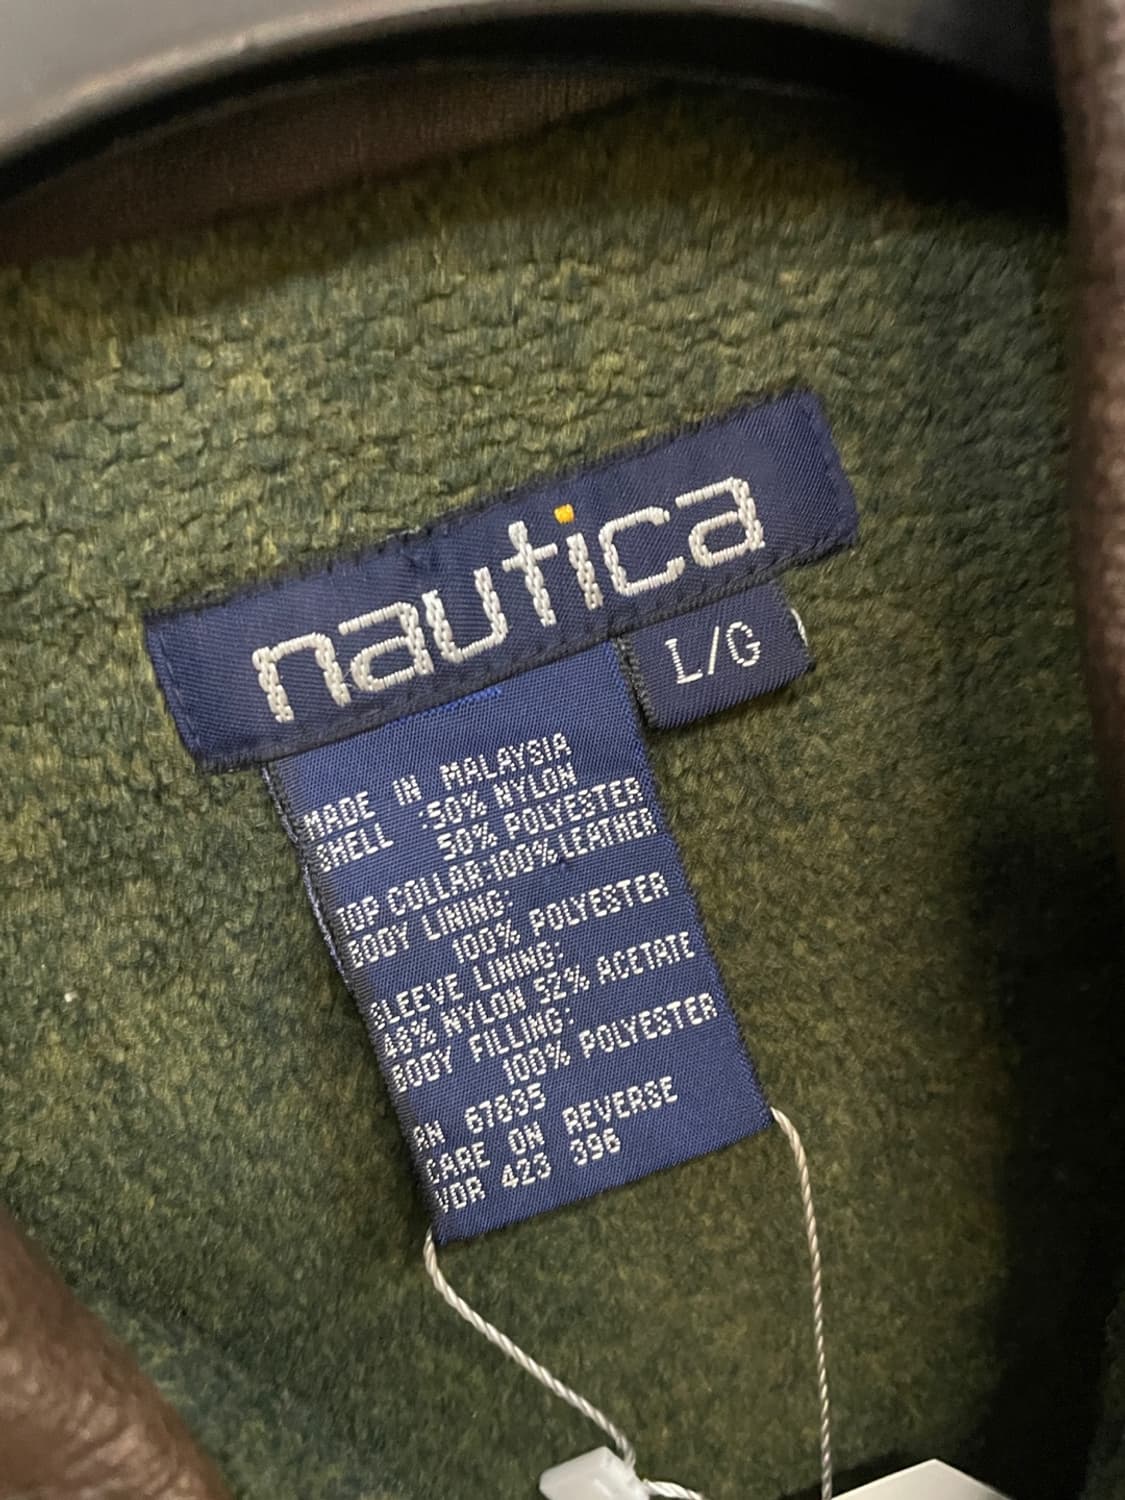 nautica
L/G
MADE IN MALAYSIA
SHELL :50% NYLON
50% POLYESTER
TOP COLLAR:100% LEATHER
BODY LINING:
100% POLYESTER
SLEEVE LINING:
48% NYLON 52% ACETATE
BODY FILLING:
100% POLYESTER
RN 67835
CARE ON REVERSE
VDR 423 396